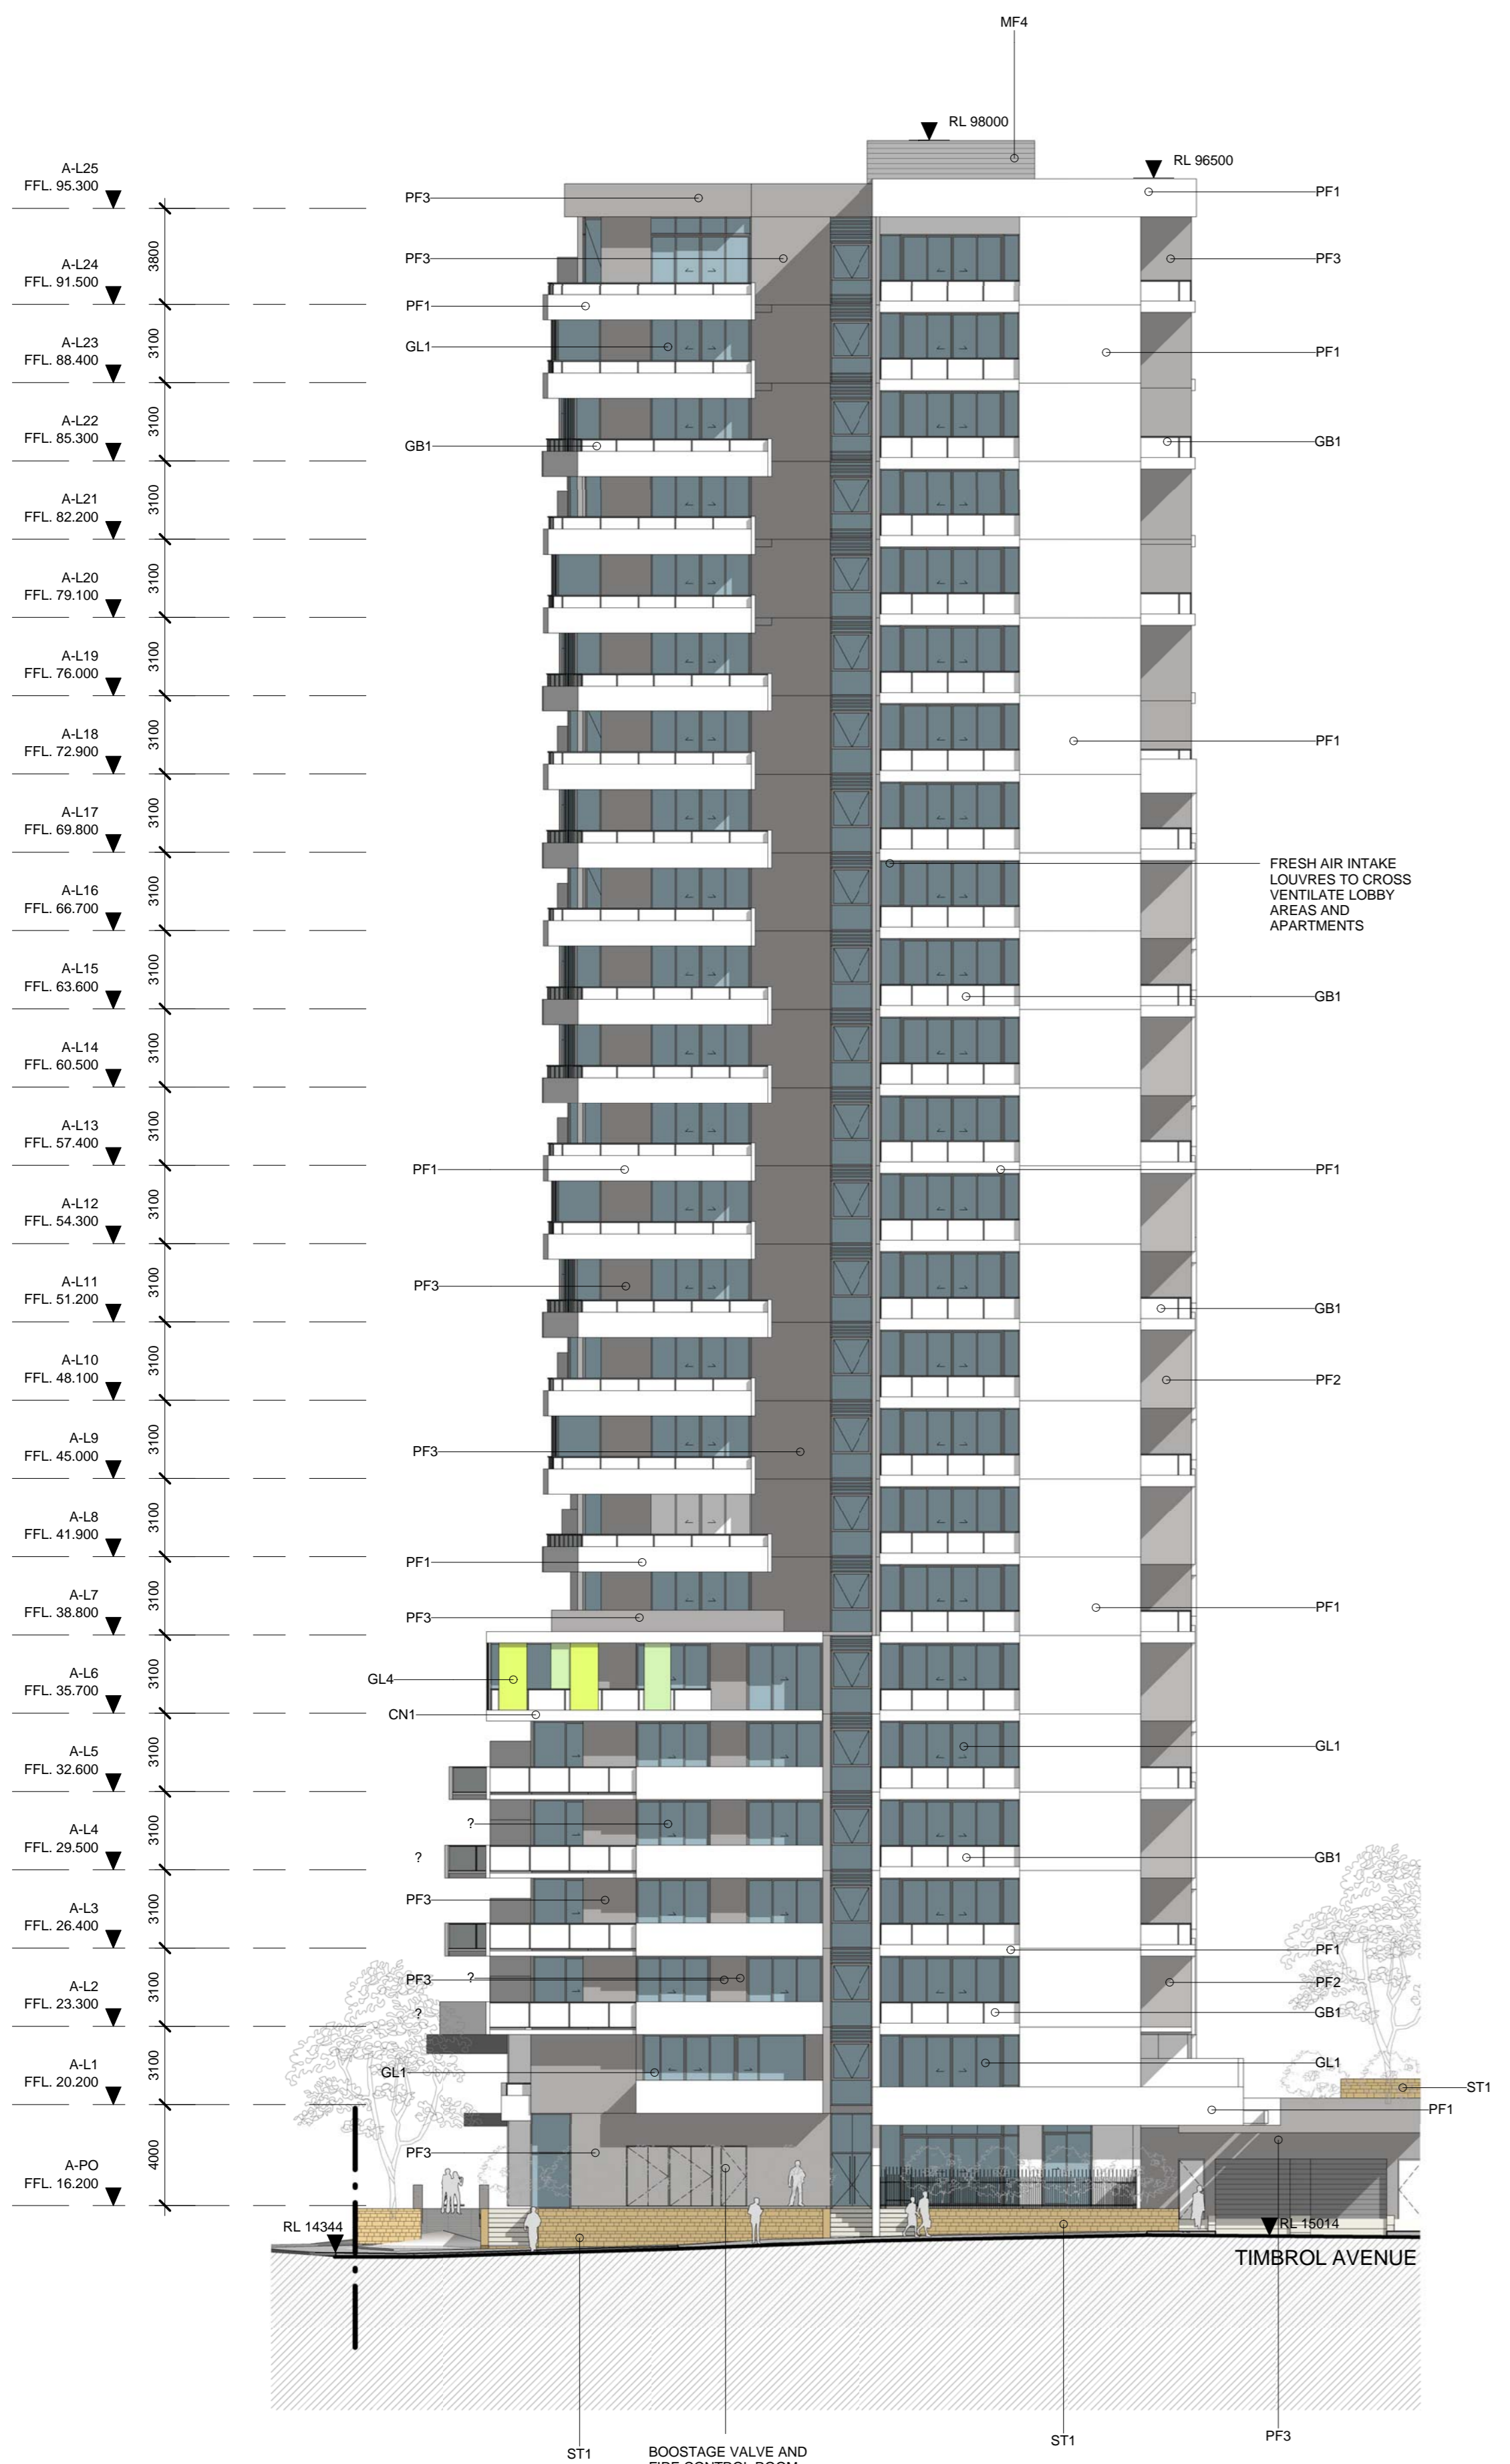 MF4
RL 98000
RL 96500
A-L25
FFL. 95.300
PF3
PF1
3800
PF3
PF3
A-L24
FFL. 91.500
PF1
3100
GL1
PF1
A-L23
FFL. 88.400
3100
A-L22
FFL. 85.300
GB1
GB1
3100
A-L21
FFL. 82.200
3100
A-L20
FFL. 79.100
3100
A-L19
FFL. 76.000
3100
PF1
A-L18
FFL. 72.900
3100
A-L17
FFL. 69.800
FRESH AIR INTAKE
LOUVRES TO CROSS
VENTILATE LOBBY
AREAS AND
APARTMENTS
3100
A-L16
FFL. 66.700
3100
A-L15
FFL. 63.600
GB1
3100
A-L14
FFL. 60.500
3100
A-L13
FFL. 57.400
PF1
PF1
3100
A-L12
FFL. 54.300
3100
A-L11
FFL. 51.200
PF3
GB1
3100
A-L10
FFL. 48.100
PF2
3100
A-L9
FFL. 45.000
PF3
3100
A-L8
FFL. 41.900
PF1
3100
A-L7
FFL. 38.800
PF3
PF1
3100
A-L6
FFL. 35.700
GL4
CN1
3100
A-L5
FFL. 32.600
GL1
3100
A-L4
FFL. 29.500
?
?
GB1
3100
A-L3
FFL. 26.400
PF3
PF1
3100
A-L2
FFL. 23.300
PF3
?
PF2
?
GB1
3100
A-L1
FFL. 20.200
GL1
GL1
ST1
PF1
4000
A-PO
FFL. 16.200
PF3
RL 14344
RL 15014
TIMBROL AVENUE
ST1
BOOSTAGE VALVE AND
FIRE CONTROL ROOM
ST1
PF3